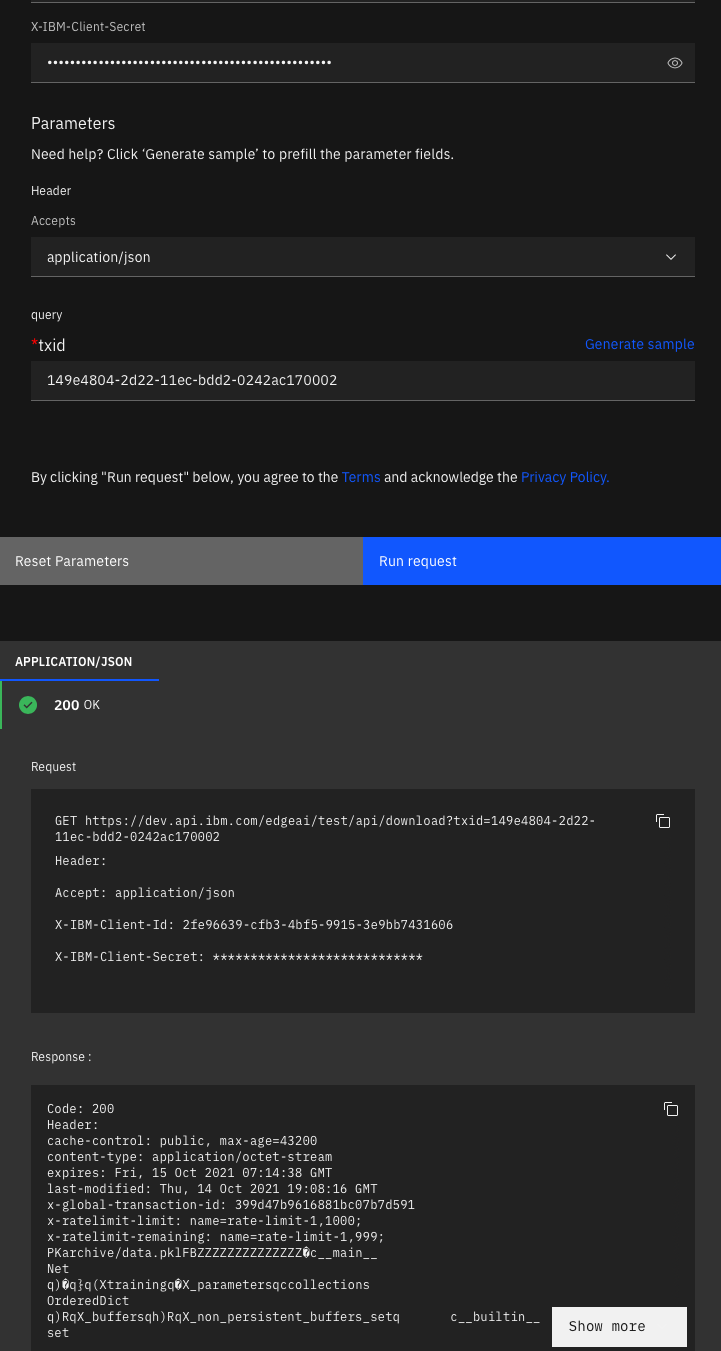 X-IBM-Client-Secret
••••••••••••••••••••••••••••••••••••••••••••••••••
Parameters
Need help? Click ‘Generate sample’ to prefill the parameter fields.
Header
Accepts
application/json
query
*txid
Generate sample
149e4804-2d22-11ec-bdd2-0242ac170002
By clicking "Run request" below, you agree to the Terms and acknowledge the Privacy Policy.
Reset Parameters
Run request
APPLICATION/JSON
200 OK
Request
GET https://dev.api.ibm.com/edgeai/test/api/download?txid=149e4804-2d22-
11ec-bdd2-0242ac170002
Header:
Accept: application/json
X-IBM-Client-Id: 2fe96639-cfb3-4bf5-9915-3e9bb7431606
X-IBM-Client-Secret: ****************************
Response :
Code: 200
Header:
cache-control: public, max-age=43200
content-type: application/octet-stream
expires: Fri, 15 Oct 2021 07:14:38 GMT
last-modified: Thu, 14 Oct 2021 19:08:16 GMT
x-global-transaction-id: 399d47b9616881bc07b7d591
x-ratelimit-limit: name=rate-limit-1,1000;
x-ratelimit-remaining: name=rate-limit-1,999;
PKarchive/data.pklFBZZZZZZZZZZZZZZ�c__main__
Net
q)�q}q(Xtrainingq�X_parametersqccollections
OrderedDict
q)RqX_buffersqh)RqX_non_persistent_buffers_setq c__builtin__
set
Show more